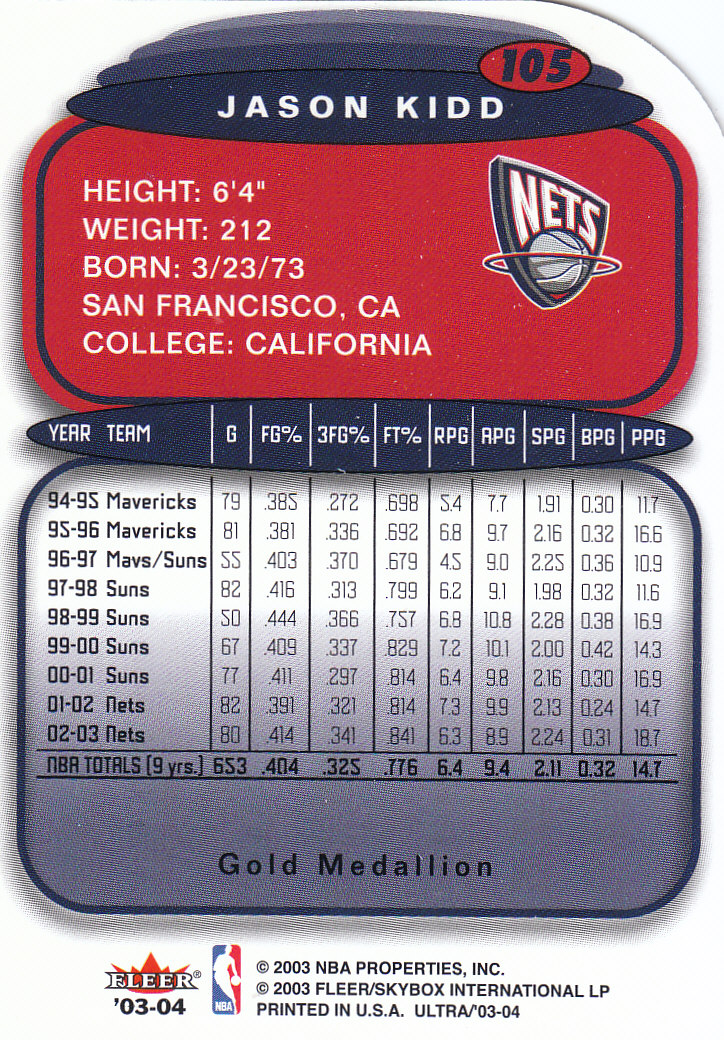 105
JASON KIDD
NETS
HEIGHT: 6'4"
WEIGHT: 212
BORN: 3/23/73
SAN FRANCISCO, CA
COLLEGE: CALIFORNIA
YEAR TEAM G FG% 3FG% FT% RPG APG SPG BPG PPG
94-95 Mavericks 79 .385 .272 .698 5.4 7.7 1.91 0.30 11.7
95-96 Mavericks 81 .381 .336 .692 6.8 9.7 2.16 0.32 16.6
96-97 Mavs/Suns 55 .403 .370 .679 4.5 9.0 2.25 0.36 10.9
97-98 Suns 82 .416 .313 .799 6.2 9.1 1.98 0.32 11.6
98-99 Suns 50 .444 .366 .757 6.8 10.8 2.28 0.38 16.9
99-00 Suns 67 .409 .337 .829 7.2 10.1 2.00 0.42 14.3
00-01 Suns 77 .411 .297 .814 6.4 9.8 2.16 0.30 16.9
01-02 Nets 82 .391 .321 .814 7.3 9.9 2.13 0.24 14.7
02-03 Nets 80 .414 .341 .841 6.3 8.9 2.24 0.31 18.7
NBA TOTALS (9 yrs.) 653 .404 .325 .776 6.4 9.4 2.11 0.32 14.7
Gold Medallion
FLEER®
'03-04
NBA
© 2003 NBA PROPERTIES, INC.
© 2003 FLEER/SKYBOX INTERNATIONAL LP
PRINTED IN U.S.A. ULTRA/'03-04